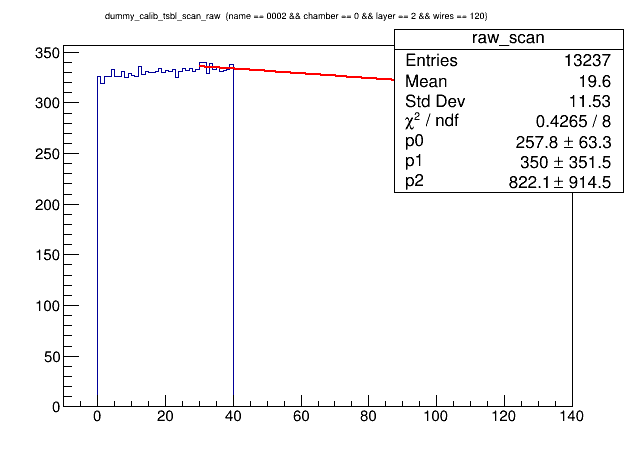 dummy_calib_tsbl_scan_raw (name == 0002 && chamber == 0 && layer == 2 && wires == 120)
raw_scan
Entries 13237
Mean 19.6
Std Dev 11.53
χ² / ndf 0.4265 / 8
p0 257.8 ± 63.3
p1 350 ± 351.5
p2 822.1 ± 914.5
350
300
250
200
150
100
50
0
0 20 40 60 80 100 120 140